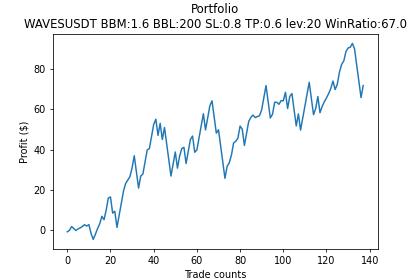 Portfolio
WAVESUSDT BBM:1.6 BBL:200 SL:0.8 TP:0.6 lev:20 WinRatio:67.0
Profit ($)
80
60
40
20
0
0 20 40 60 80 100 120 140
Trade counts